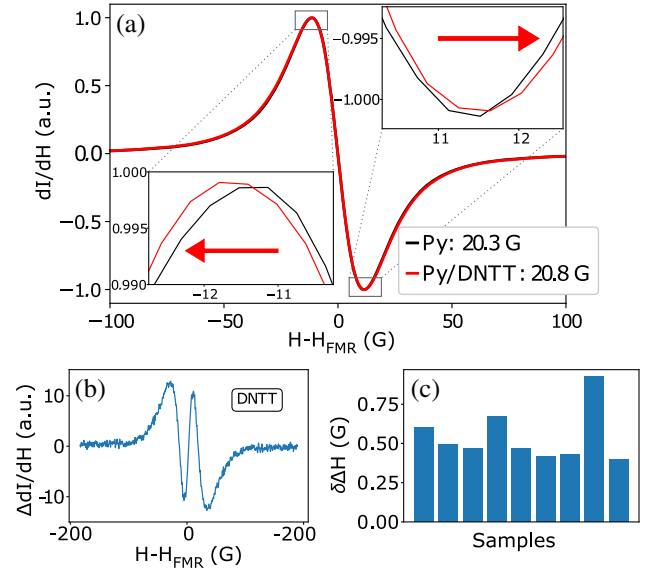 (a)
dI/dH (a.u.)
1.0
0.5
0.0
−0.5
−1.0
−0.995
−1.000
11
12
1.000
0.995
0.990
−12
−11
Py: 20.3 G
Py/DNTT: 20.8 G
−100
−50
0
50
100
H-H_FMR (G)
(b)
DNTT
ΔdI/dH (a.u.)
10
0
-10
-200
0
-200
H-H_FMR (G)
(c)
δΔH (G)
0.75
0.50
0.25
0.00
Samples